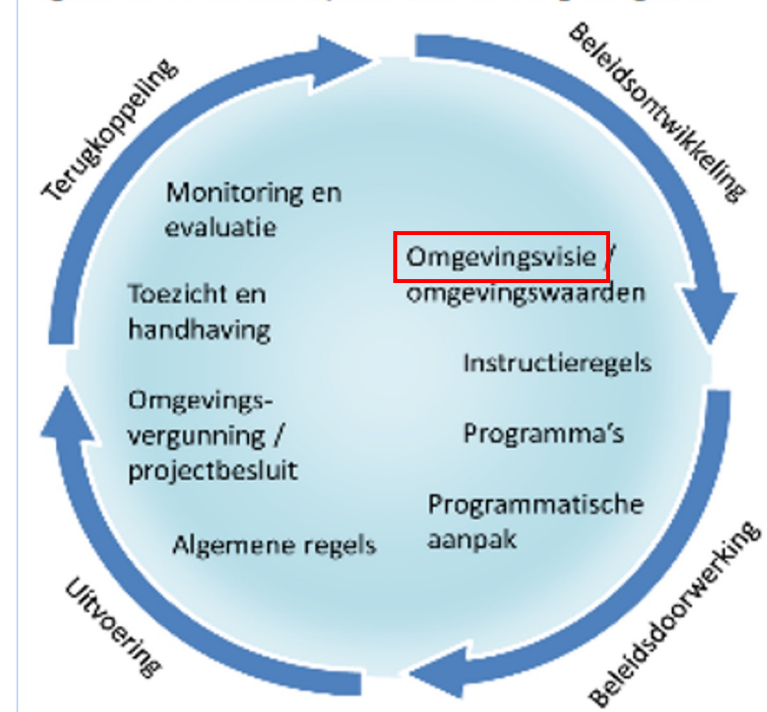 Beleidsontwikkeling
Omgevingsvisie /
omgevingswaarden
Instructieregels
Programma's
Programmatische
aanpak
Beleidsdoorwerking
Algemene regels
Uitvoering
Omgevings-
vergunning /
projectbesluit
Toezicht en
handhaving
Monitoring en
evaluatie
Terugkoppeling